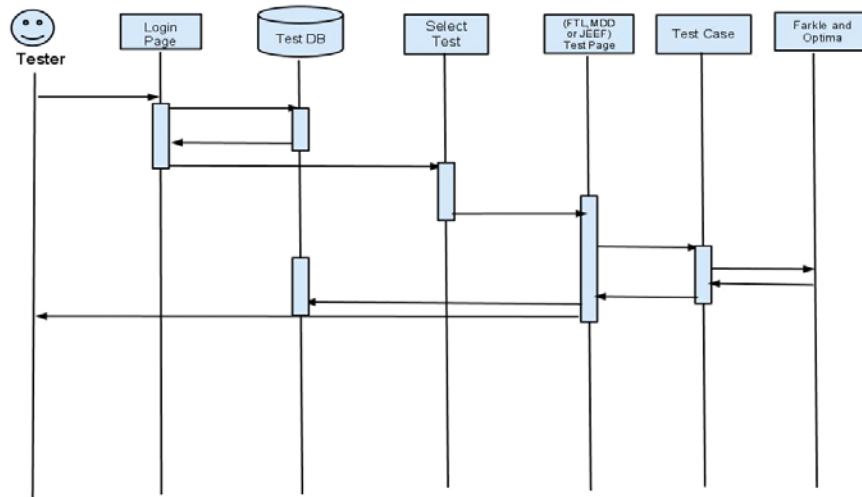 Tester
Login
Page
Test DB
Select
Test
(FTL,MDD
or JEEF)
Test Page
Test Case
Farkle and
Optima